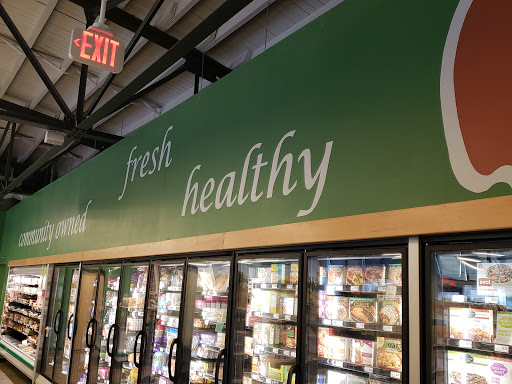 EXIT
community owned
fresh
healthy